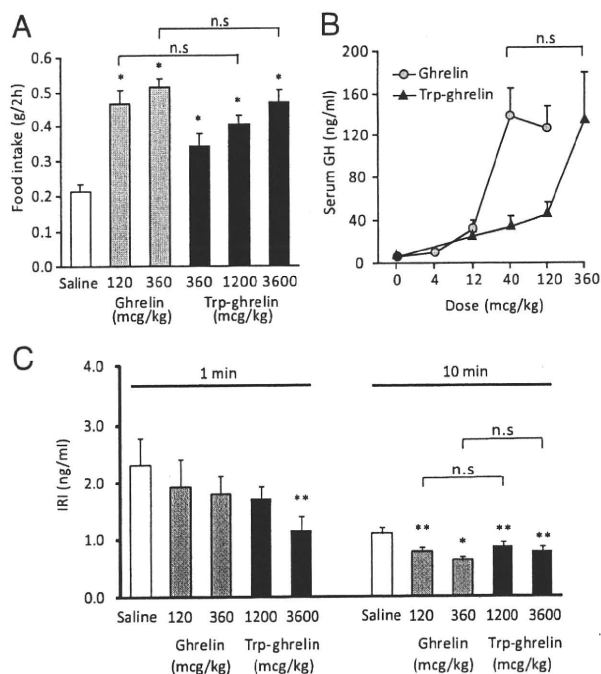 A
n.s
n.s
Food intake (g/2h)
0.6
0.5
0.4
0.3
0.2
0.1
0.0
* * * * *
Saline 120 360 360 1200 3600
Ghrelin Trp-ghrelin
(mcg/kg) (mcg/kg)
B
n.s
Ghrelin
Trp-ghrelin
Serum GH (ng/ml)
200
160
120
80
40
0
0 4 12 40 120 360
Dose (mcg/kg)
C
1 min 10 min
IRI (ng/ml)
4.0
3.0
2.0
1.0
0.0
n.s
n.s
** ** * ** **
Saline 120 360 1200 3600 Saline 120 360 1200 3600
Ghrelin Trp-ghrelin Ghrelin Trp-ghrelin
(mcg/kg) (mcg/kg) (mcg/kg) (mcg/kg)